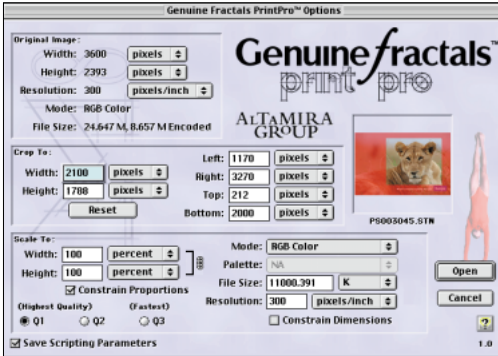 Genuine Fractals PrintPro™ Options
Original Image:
Width: 3600 pixels
Height: 2393 pixels
Resolution: 300 pixels/inch
Mode: RGB Color
File Size: 24.647 M, 8.657 M Encoded
Genuine fractals™
print pro
ALTAMIRA
GROUP
Crop To:
Width: 2100 pixels
Height: 1788 pixels
Reset
Left: 1170 pixels
Right: 3270 pixels
Top: 212 pixels
Bottom: 2000 pixels
PS003045.STN
Scale To:
Width: 100 percent
Height: 100 percent
Constrain Proportions
(Highest Quality) (Fastest)
Q1 Q2 Q3
Mode: RGB Color
Palette: NA
File Size: 11000.391 K
Resolution: 300 pixels/inch
Constrain Dimensions
Open
Cancel
?
Save Scripting Parameters
1.0